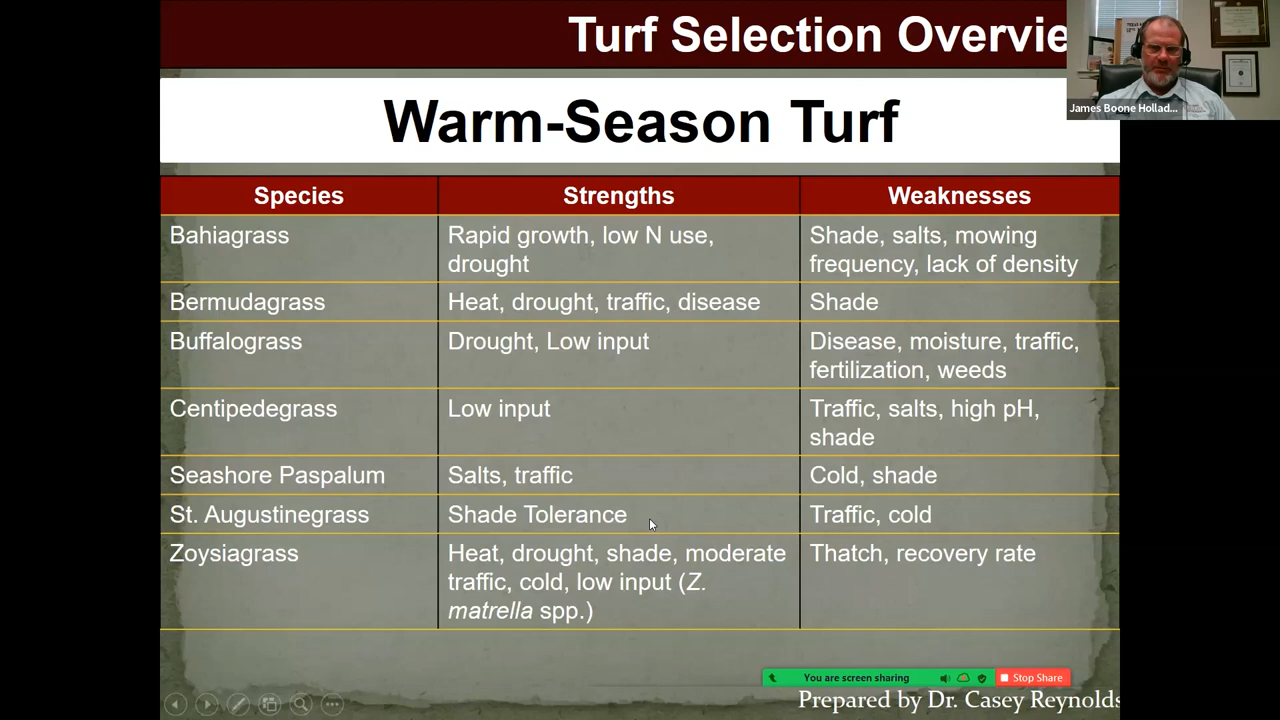 Turf Selection Overvie
James Boone Hollad...
Warm-Season Turf
Species Strengths Weaknesses
Bahiagrass Rapid growth, low N use, Shade, salts, mowing
drought frequency, lack of density
Bermudagrass Heat, drought, traffic, disease Shade
Buffalograss Drought, Low input Disease, moisture, traffic,
fertilization, weeds
Centipedegrass Low input Traffic, salts, high pH,
shade
Seashore Paspalum Salts, traffic Cold, shade
St. Augustinegrass Shade Tolerance Traffic, cold
Zoysiagrass Heat, drought, shade, moderate Thatch, recovery rate
traffic, cold, low input (Z.
matrella spp.)
You are screen sharing Stop Share
Prepared by Dr. Casey Reynolds